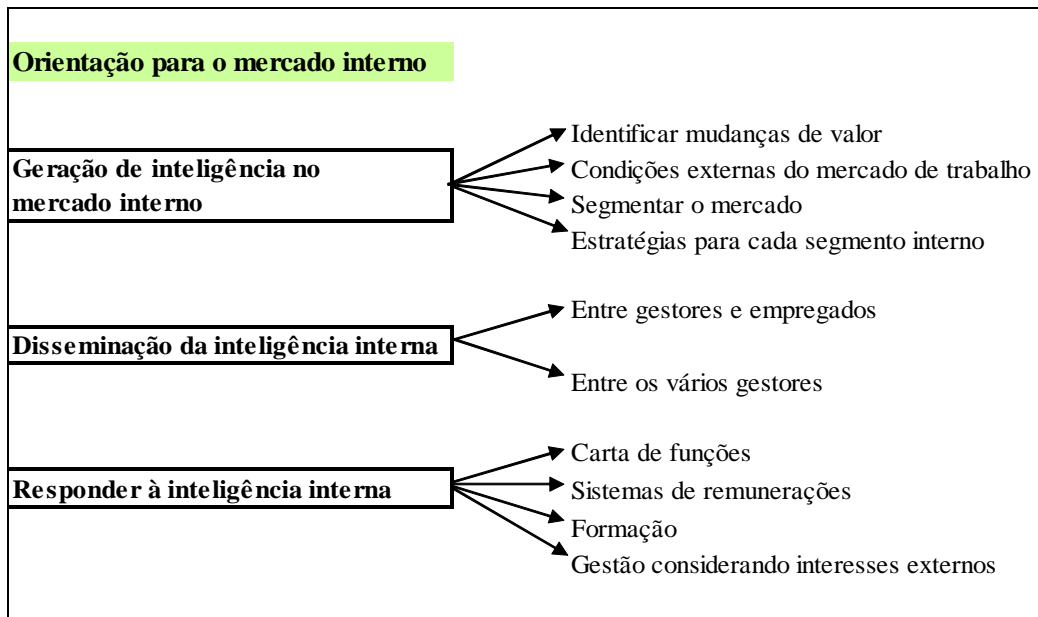 Orientação para o mercado interno
Geração de inteligência no
mercado interno
Identificar mudanças de valor
Condições externas do mercado de trabalho
Segmentar o mercado
Estratégias para cada segmento interno
Disseminação da inteligência interna
Entre gestores e empregados
Entre os vários gestores
Responder à inteligência interna
Carta de funções
Sistemas de remunerações
Formação
Gestão considerando interesses externos